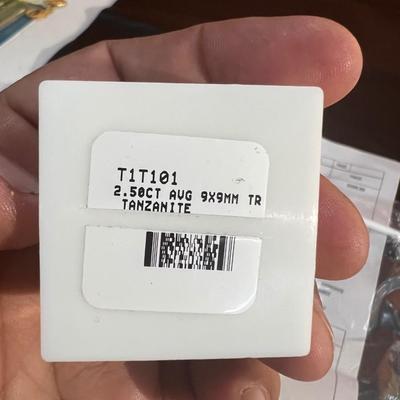 T1T101
2.50CT AVG 9X9MM TR
TANZANITE